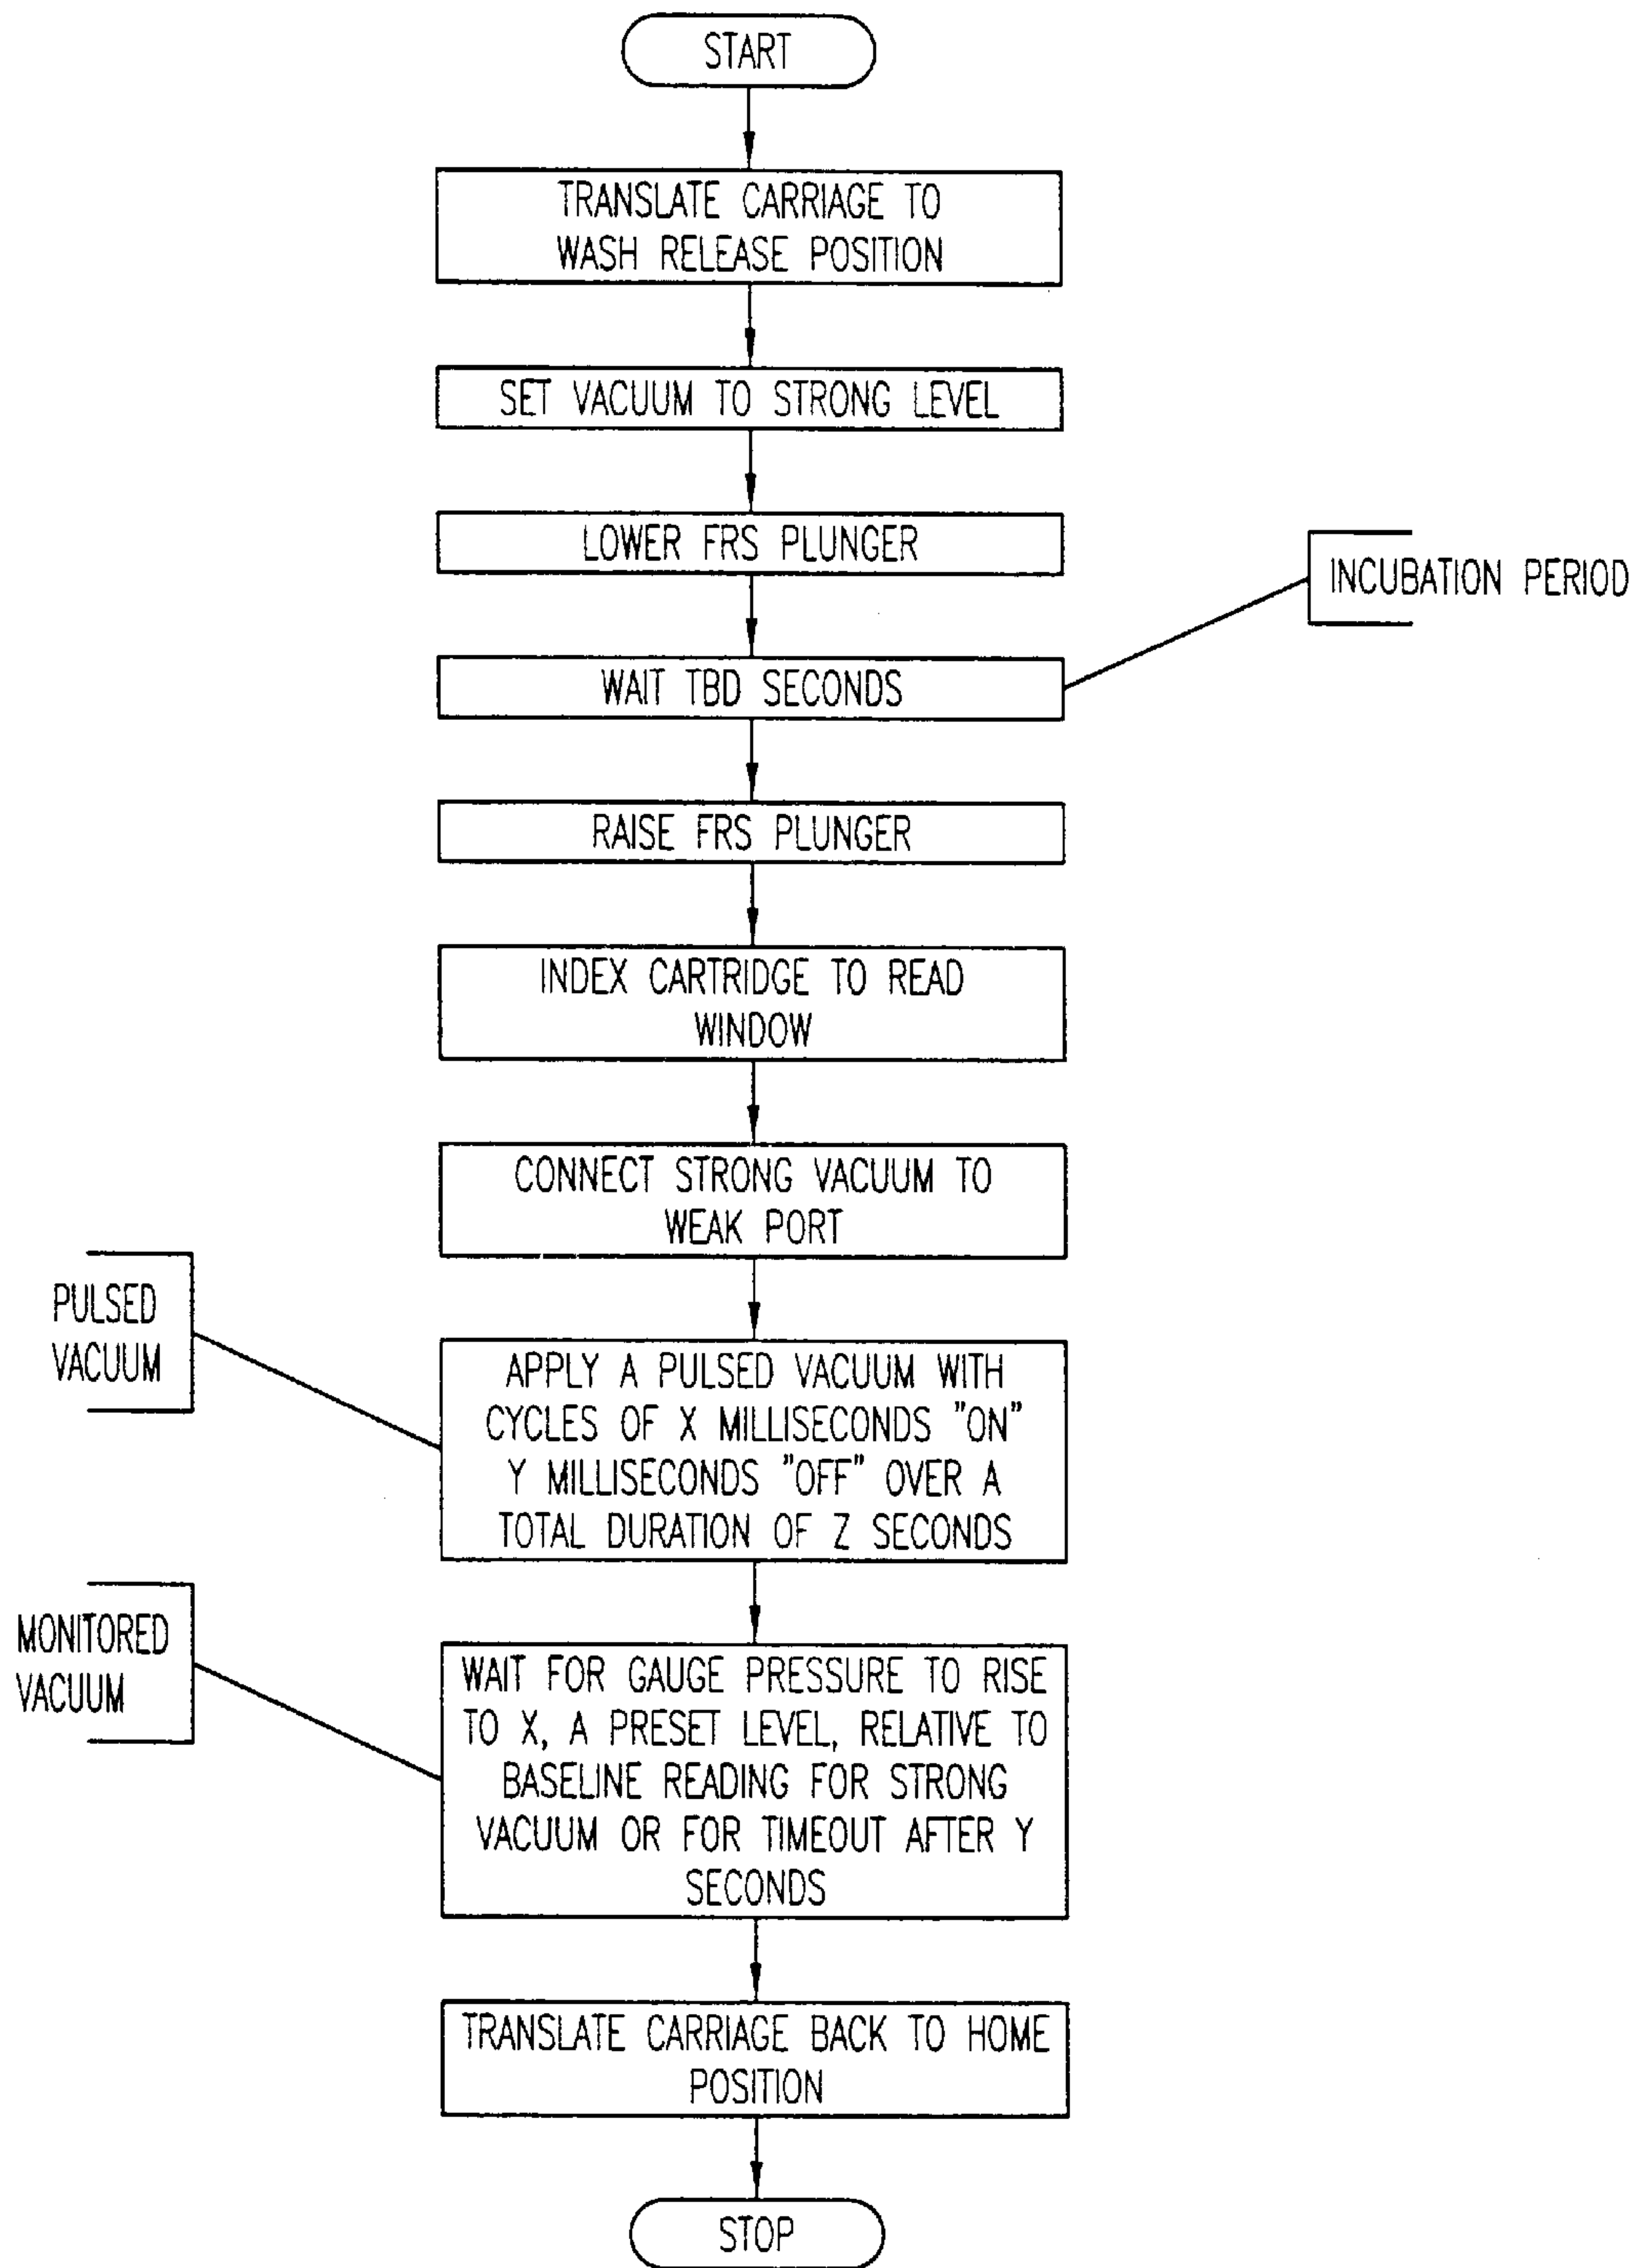 START
TRANSLATE CARRIAGE TO
WASH RELEASE POSITION
SET VACUUM TO STRONG LEVEL
LOWER FRS PLUNGER
INCUBATION PERIOD
WAIT TBD SECONDS
RAISE FRS PLUNGER
INDEX CARTRIDGE TO READ
WINDOW
CONNECT STRONG VACUUM TO
WEAK PORT
PULSED
VACUUM
APPLY A PULSED VACUUM WITH
CYCLES OF X MILLISECONDS "ON"
Y MILLISECONDS "OFF" OVER A
TOTAL DURATION OF Z SECONDS
MONITORED
VACUUM
WAIT FOR GAUGE PRESSURE TO RISE
TO X, A PRESET LEVEL, RELATIVE TO
BASELINE READING FOR STRONG
VACUUM OR FOR TIMEOUT AFTER Y
SECONDS
TRANSLATE CARRIAGE BACK TO HOME
POSITION
STOP